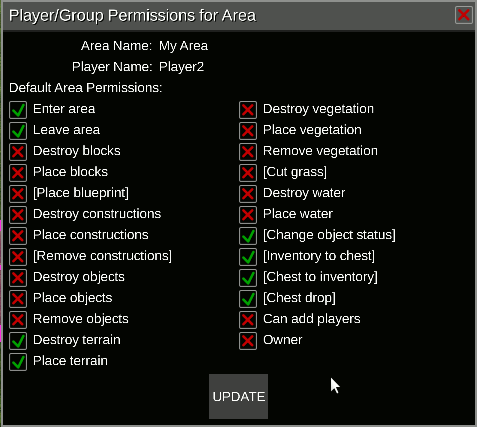 Player/Group Permissions for Area
Area Name: My Area
Player Name: Player2
Default Area Permissions:
Enter area
Leave area
Destroy blocks
Place blocks
[Place blueprint]
Destroy constructions
Place constructions
[Remove constructions]
Destroy objects
Place objects
Remove objects
Destroy terrain
Place terrain
Destroy vegetation
Place vegetation
Remove vegetation
[Cut grass]
Destroy water
Place water
[Change object status]
[Inventory to chest]
[Chest to inventory]
[Chest drop]
Can add players
Owner
UPDATE